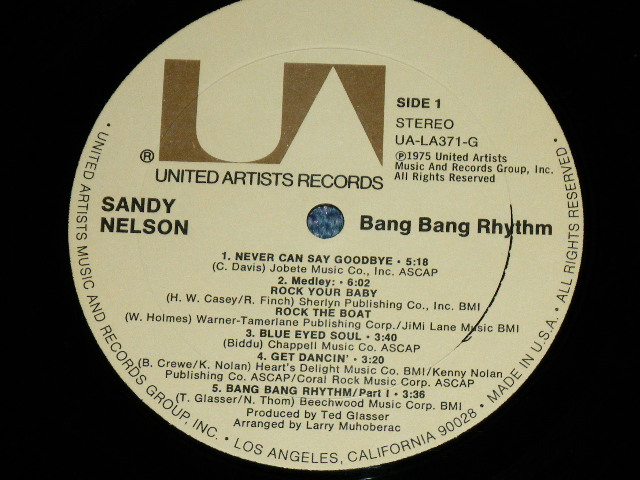 UA
SIDE 1
STEREO
UA-LA371-G
℗1975 United Artists
Music And Records Group, Inc.
All Rights Reserved
®
UNITED ARTISTS RECORDS
SANDY
NELSON
Bang Bang Rhythm
1. NEVER CAN SAY GOODBYE • 5:18
(C. Davis) Jobete Music Co., Inc. ASCAP
2. Medley: • 6:02
ROCK YOUR BABY
(H. W. Casey/R. Finch) Sherlyn Publishing Co., Inc. BMI
ROCK THE BOAT
(W. Holmes) Warner-Tamerlane Publishing Corp./JiMi Lane Music BMI
3. BLUE EYED SOUL • 3:40
(Biddu) Chappell Music Co. ASCAP
4. GET DANCIN' • 3:20
(B. Crewe/K. Nolan) Heart's Delight Music Co. BMI/Kenny Nolan
Publishing Co. ASCAP/Coral Rock Music Corp. ASCAP
5. BANG BANG RHYTHM/Part I • 3:36
(T. Glasser/N. Thom) Beechwood Music Corp. BMI
Produced by Ted Glasser
Arranged by Larry Muhoberac
• UNITED ARTISTS MUSIC AND RECORDS GROUP, INC. • LOS ANGELES, CALIFORNIA 90028 • MADE IN U.S.A. • ALL RIGHTS RESERVED •